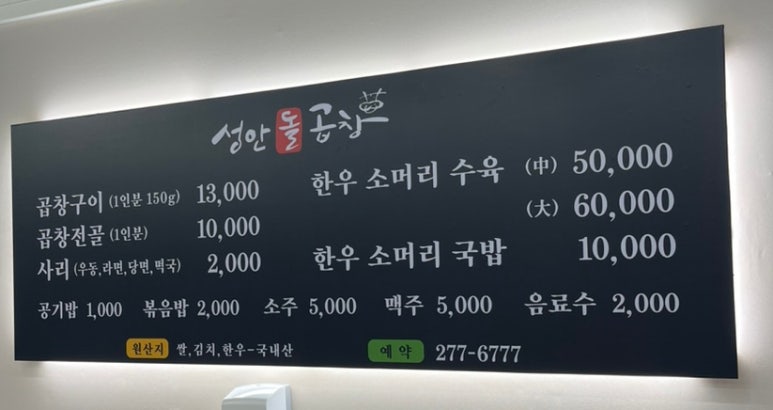 성안돌곱창
곱창구이 (1인분 150g) 13,000
곱창전골 (1인분) 10,000
사리 (우동,라면,당면,떡국) 2,000
한우 소머리 수육 (中) 50,000
(大) 60,000
한우 소머리 국밥 10,000
공기밥 1,000 볶음밥 2,000 소주 5,000 맥주 5,000 음료수 2,000
원산지 쌀,김치,한우-국내산 예약 277-6777